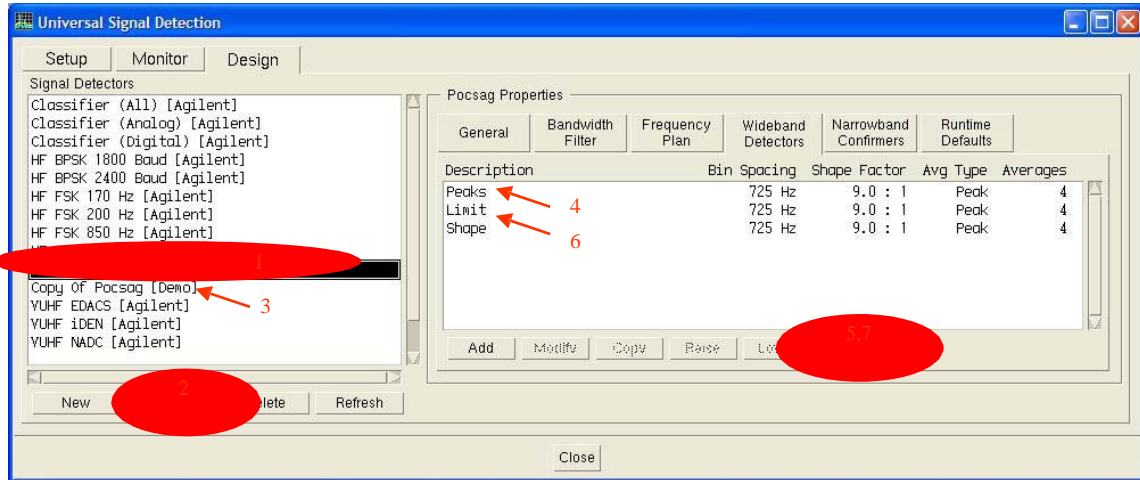 Universal Signal Detection
Setup Monitor Design
Signal Detectors
Classifier (All) [Agilent]
Classifier (Analog) [Agilent]
Classifier (Digital) [Agilent]
HF BPSK 1800 Baud [Agilent]
HF BPSK 2400 Baud [Agilent]
HF FSK 170 Hz [Agilent]
HF FSK 200 Hz [Agilent]
HF FSK 850 Hz [Agilent]
1
Copy Of Pocsag [Demo]
3
VUHF EDACS [Agilent]
VUHF iDEN [Agilent]
VUHF NADC [Agilent]
2
New Refresh
Pocsag Properties
General Bandwidth Filter Frequency Plan Wideband Detectors Narrowband Confirmers Runtime Defaults
Description Bin Spacing Shape Factor Avg Type Averages
Peaks 725 Hz 9.0 : 1 Peak 4
4
Limit 725 Hz 9.0 : 1 Peak 4
Shape 725 Hz 9.0 : 1 Peak 4
6
5,7
Add Modify Copy Raise
Close